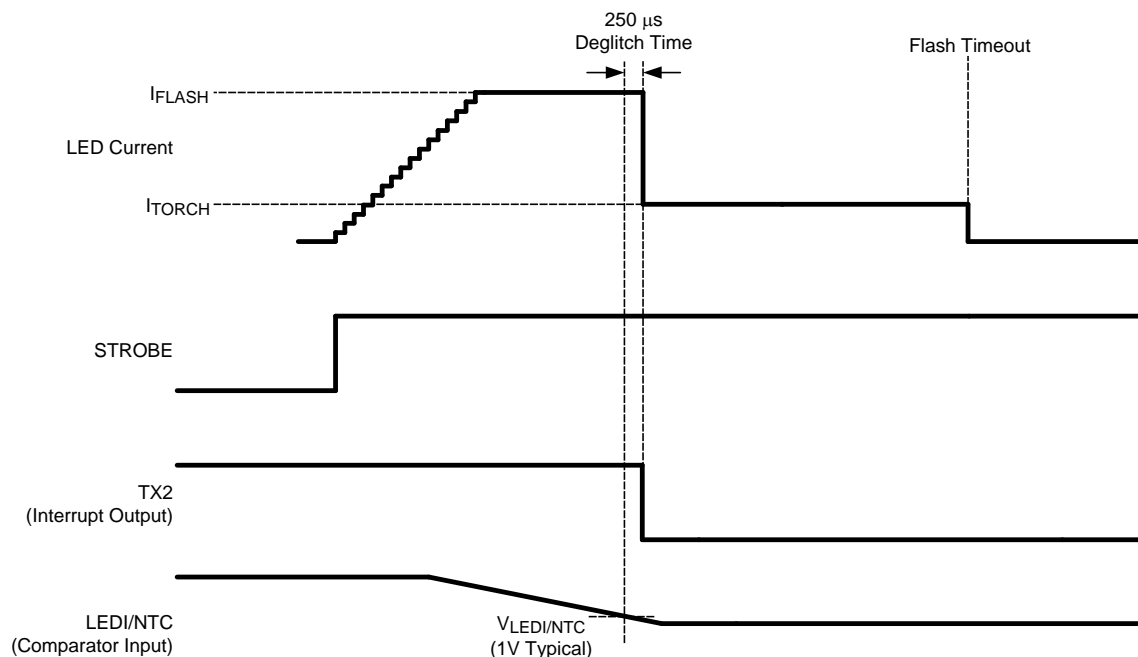 250 μs
Deglitch Time
Flash Timeout
IFLASH
LED Current
ITORCH
STROBE
TX2
(Interrupt Output)
LEDI/NTC
(Comparator Input)
VLEDI/NTC
(1V Typical)